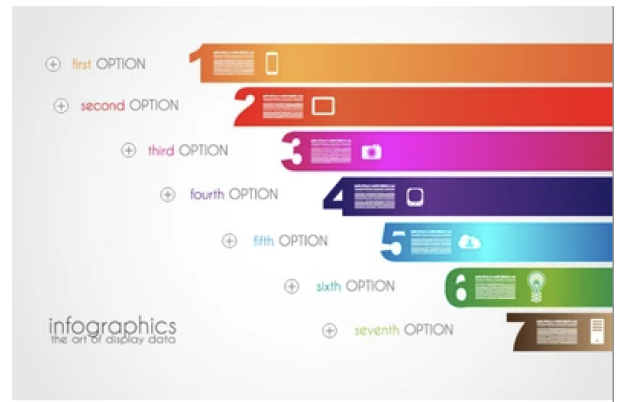 first OPTION 1
second OPTION 2
third OPTION 3
fourth OPTION 4
fifth OPTION 5
sixth OPTION 6
seventh OPTION 7
infographics
the art of display data